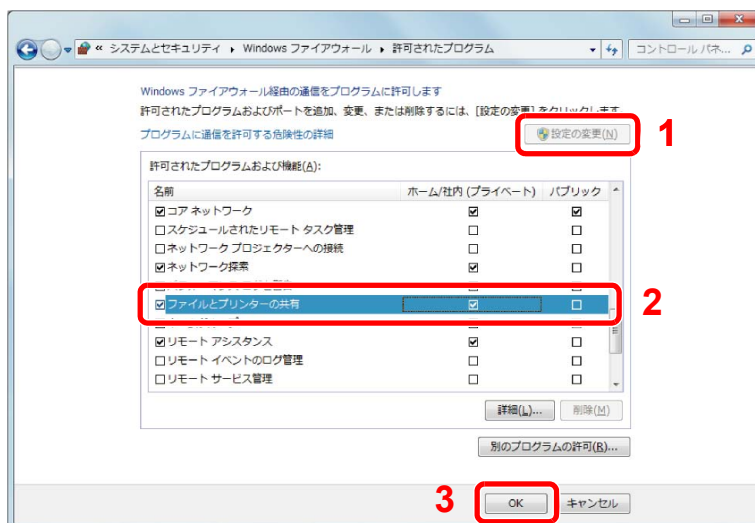 « システムとセキュリティ ▸ Windows ファイアウォール ▸ 許可されたプログラム
コントロール パネ...
Windows ファイアウォール経由の通信をプログラムに許可します
許可されたプログラムおよびポートを追加、変更、または削除するには、[設定の変更] をクリックします。
プログラムに通信を許可する危険性の詳細
設定の変更(N)
1
許可されたプログラムおよび機能(A):
名前 ホーム/社内 (プライベート) パブリック
コア ネットワーク
スケジュールされたリモート タスク管理
ネットワーク プロジェクターへの接続
ネットワーク探索
ファイルとプリンターの共有
2
リモート アシスタンス
リモート イベントのログ管理
リモート サービス管理
詳細(L)... 削除(M)
別のプログラムの許可(R)...
3
OK キャンセル